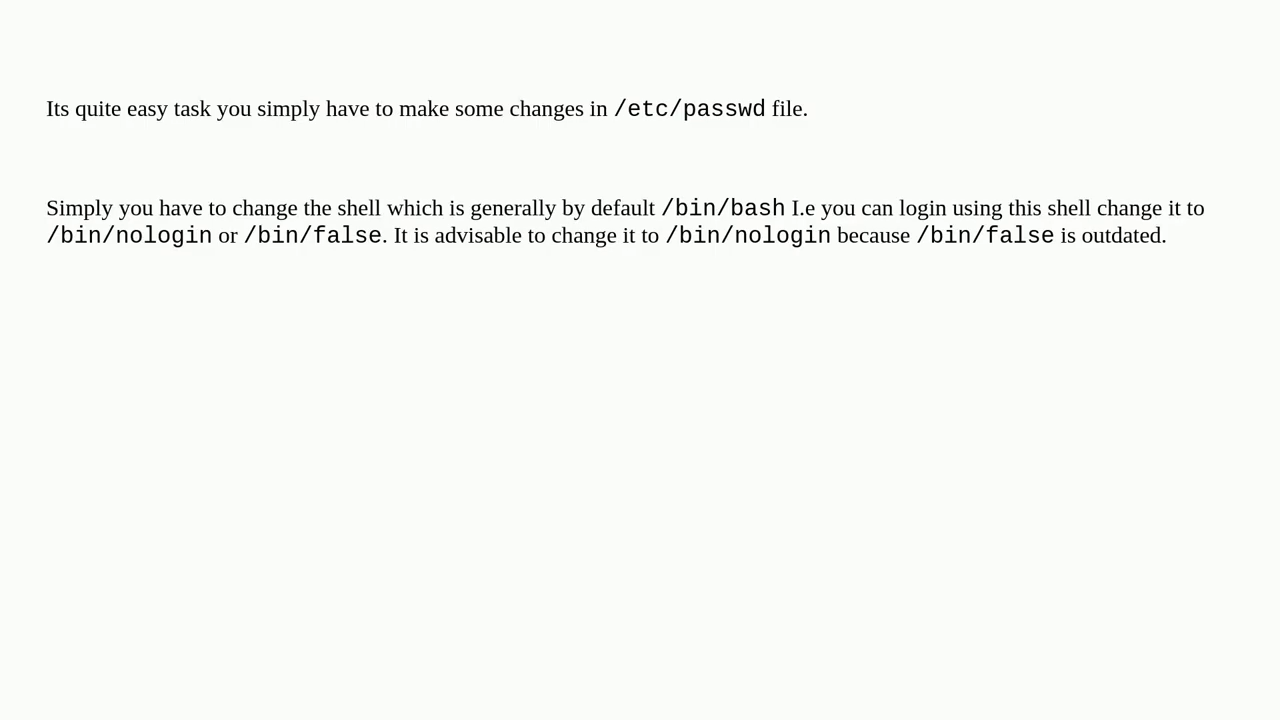 Its quite easy task you simply have to make some changes in /etc/passwd file.
Simply you have to change the shell which is generally by default /bin/bash I.e you can login using this shell change it to
/bin/nologin or /bin/false. It is advisable to change it to /bin/nologin because /bin/false is outdated.